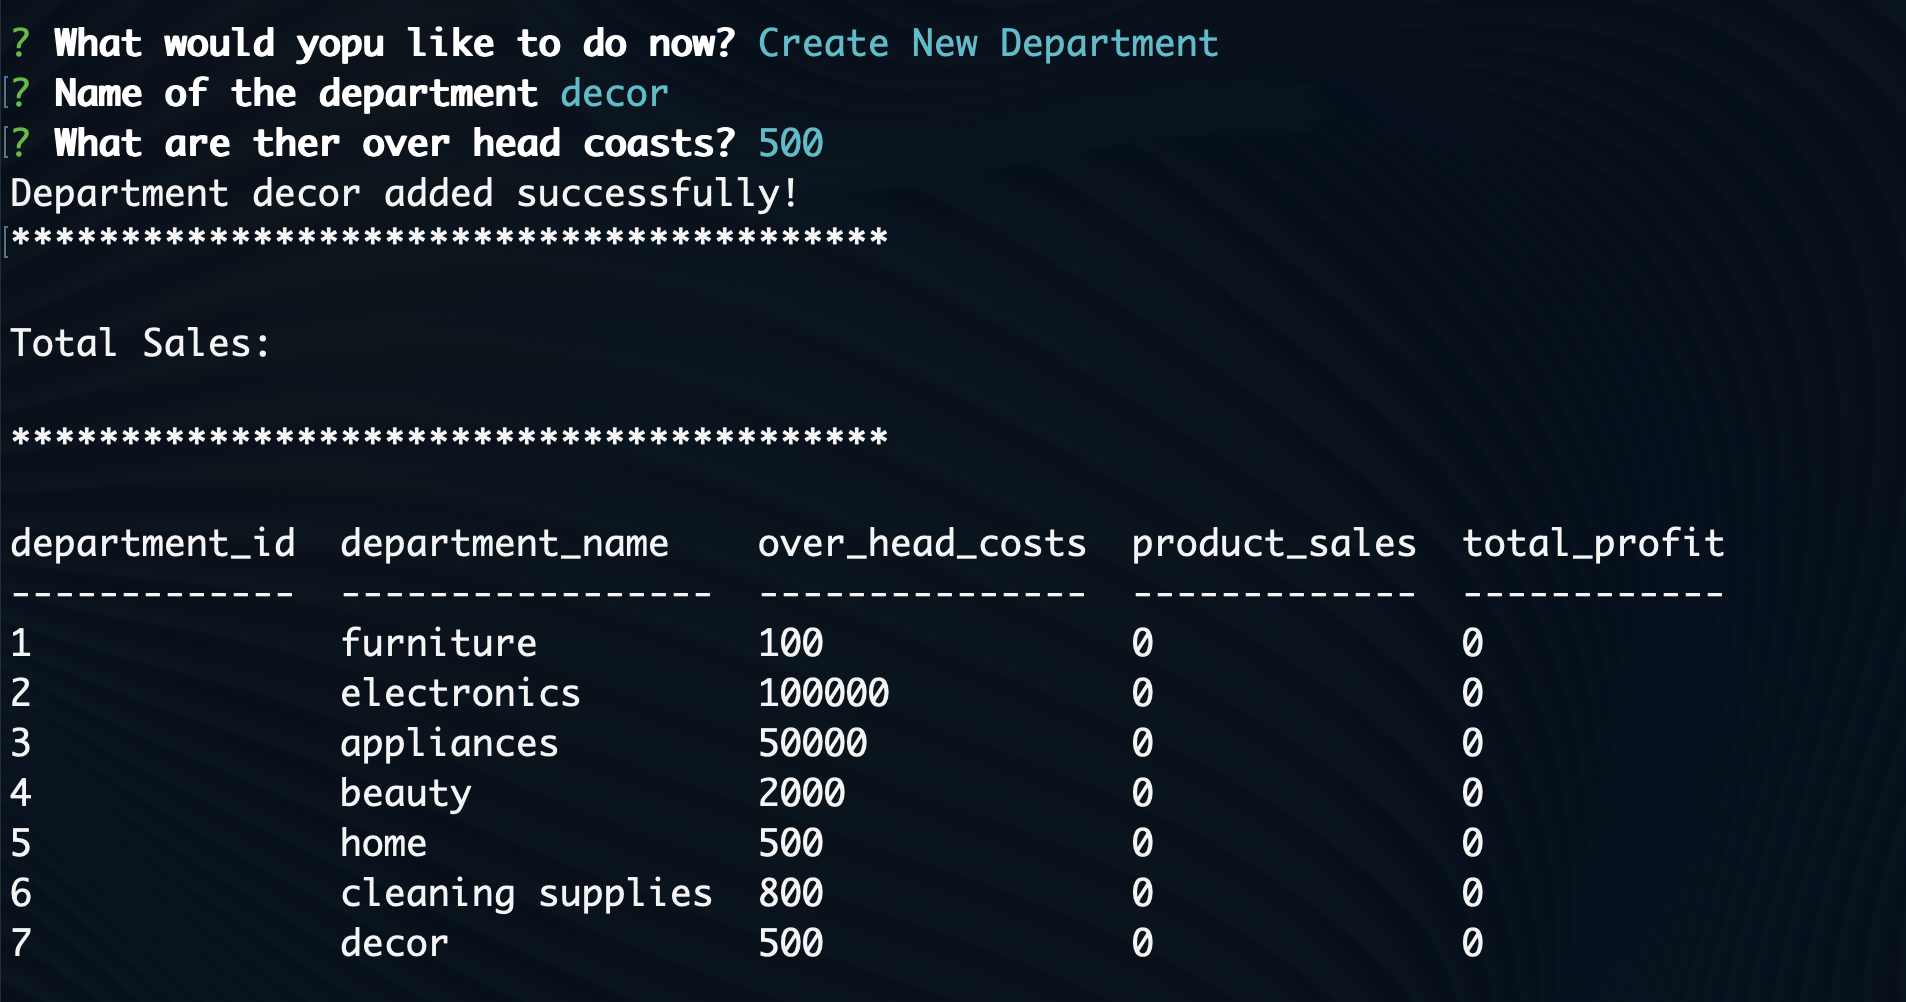 ? What would yopu like to do now? Create New Department
? Name of the department decor
? What are ther over head coasts? 500
Department decor added successfully!
****************************************
Total Sales:
****************************************
department_id  department_name    over_head_costs  product_sales  total_profit
-------------  -----------------  ---------------  -------------  ------------
1              furniture          100              0              0
2              electronics        100000           0              0
3              appliances         50000            0              0
4              beauty             2000             0              0
5              home               500              0              0
6              cleaning supplies  800              0              0
7              decor              500              0              0